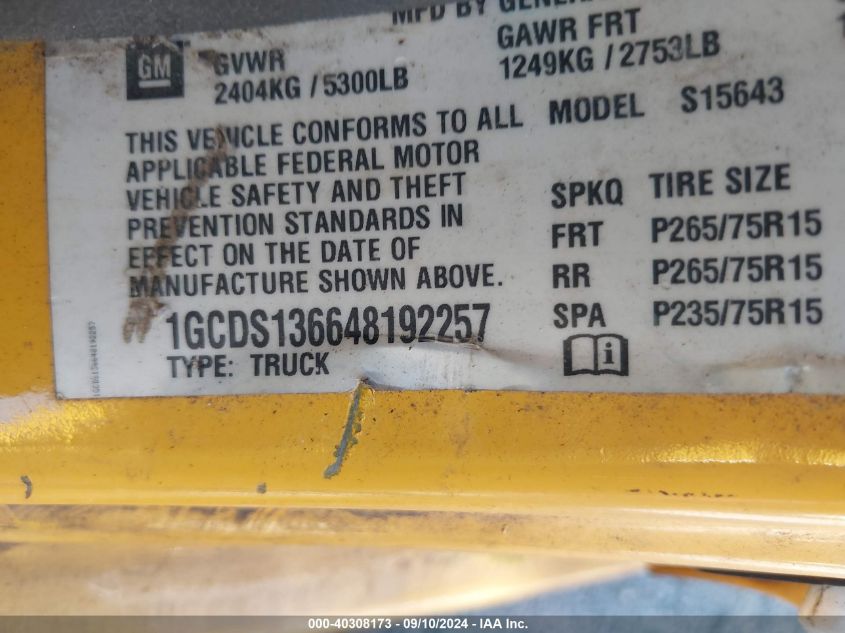 MFD BY GENERA
GM
GVWR
2404KG / 5300LB
GAWR FRT
1249KG / 2753LB
THIS VEHICLE CONFORMS TO ALL
APPLICABLE FEDERAL MOTOR
VEHICLE SAFETY AND THEFT
PREVENTION STANDARDS IN
EFFECT ON THE DATE OF
MANUFACTURE SHOWN ABOVE.
MODEL S15643
SPKQ TIRE SIZE
FRT P265/75R15
RR P265/75R15
SPA P235/75R15
1GCDS136648192257
TYPE: TRUCK
i
1GCDS136648192257
000-40308173 - 09/10/2024 - IAA Inc.